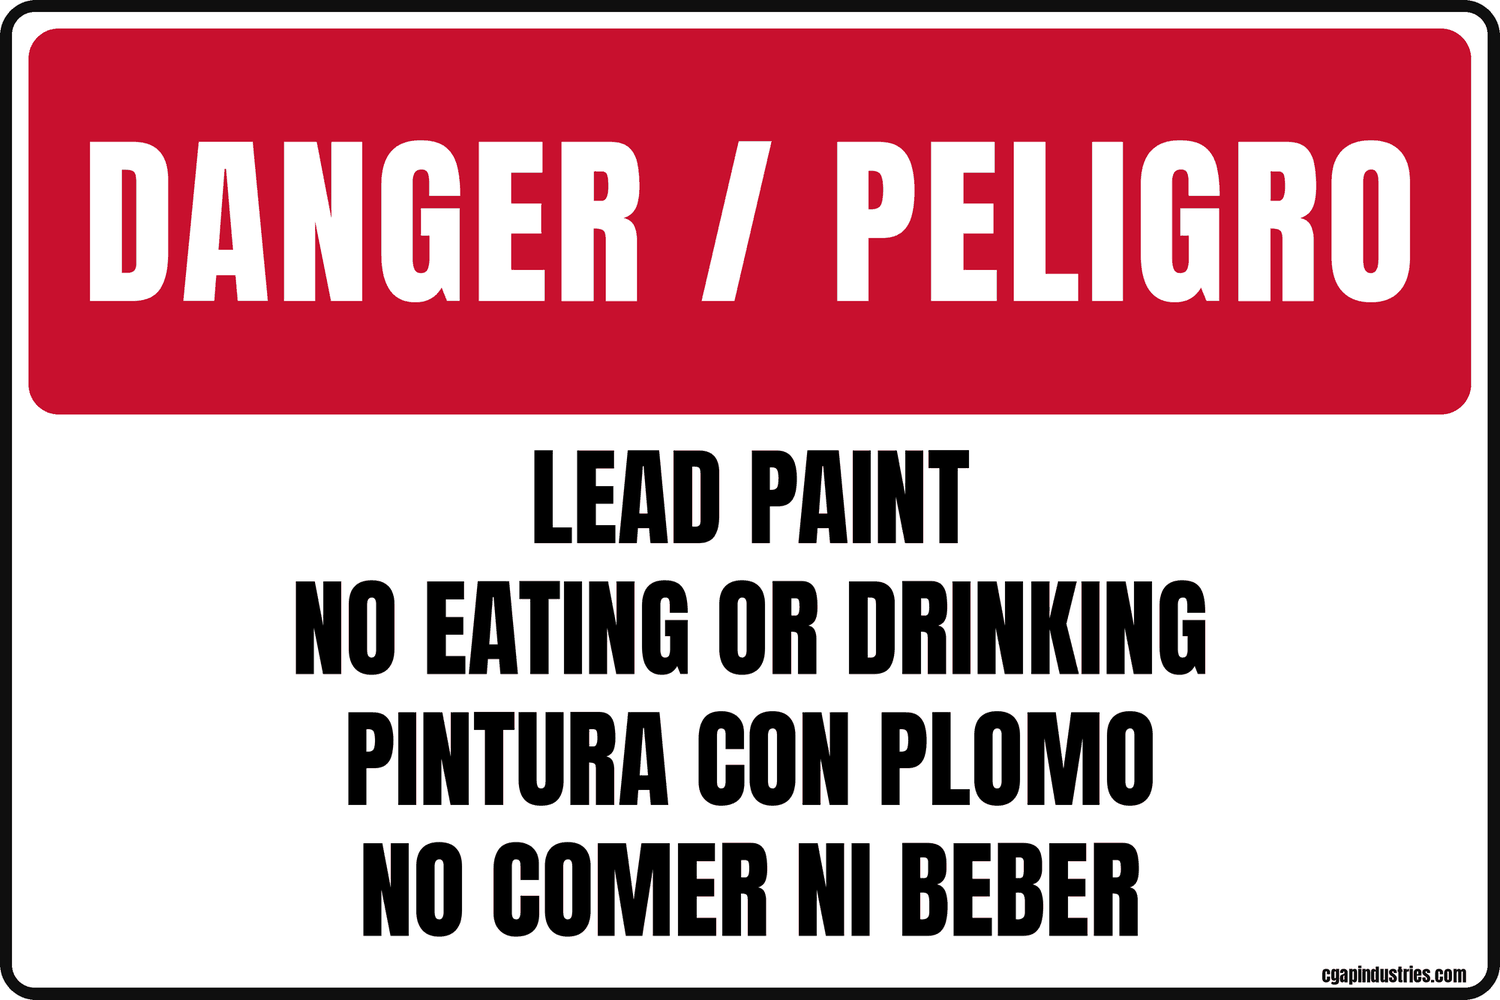 DANGER / PELIGRO
LEAD PAINT
NO EATING OR DRINKING
PINTURA CON PLOMO
NO COMER NI BEBER
cgapindustries.com